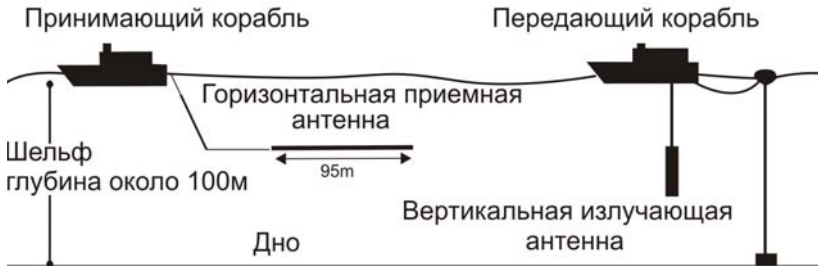 Принимающий корабль
Передающий корабль
Горизонтальная приемная
антенна
95m
Шельф
глубина около 100м
Вертикальная излучающая
антенна
Дно